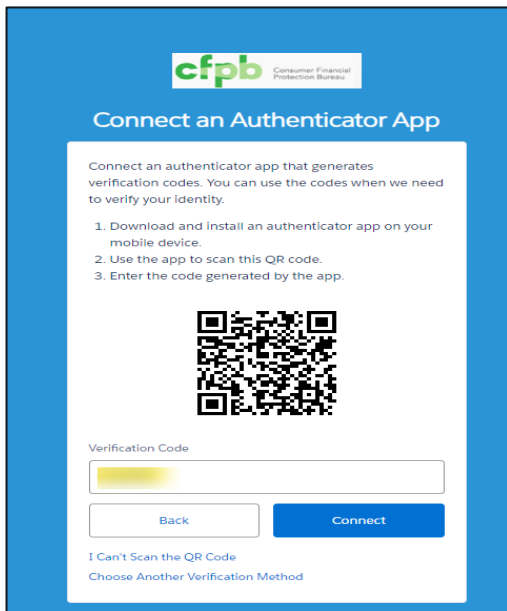 cfpb Consumer Financial
Protection Bureau
Connect an Authenticator App
Connect an authenticator app that generates
verification codes. You can use the codes when we need
to verify your identity.
1. Download and install an authenticator app on your
mobile device.
2. Use the app to scan this QR code.
3. Enter the code generated by the app.
Verification Code
Back Connect
I Can't Scan the QR Code
Choose Another Verification Method